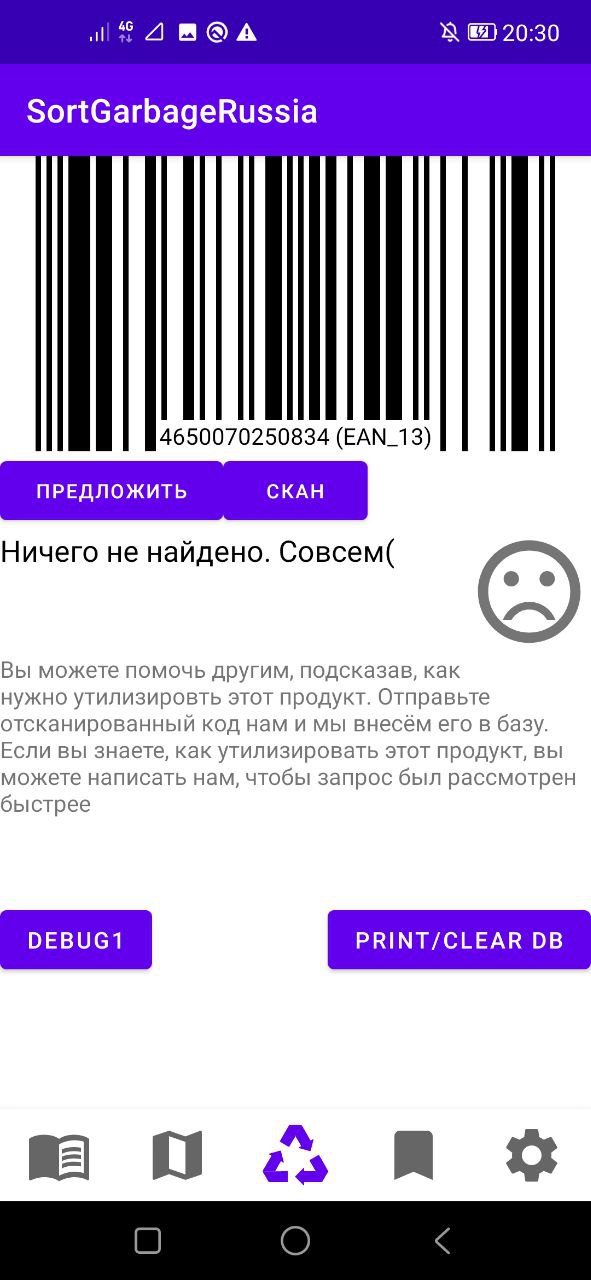 4G
20:30
SortGarbageRussia
4650070250834 (EAN_13)
ПРЕДЛОЖИТЬ
СКАН
Ничего не найдено. Совсем(
Вы можете помочь другим, подсказав, как
нужно утилизировть этот продукт. Отправьте
отсканированный код нам и мы внесём его в базу.
Если вы знаете, как утилизировать этот продукт, вы
можете написать нам, чтобы запрос был рассмотрен
быстрее
DEBUG1
PRINT/CLEAR DB